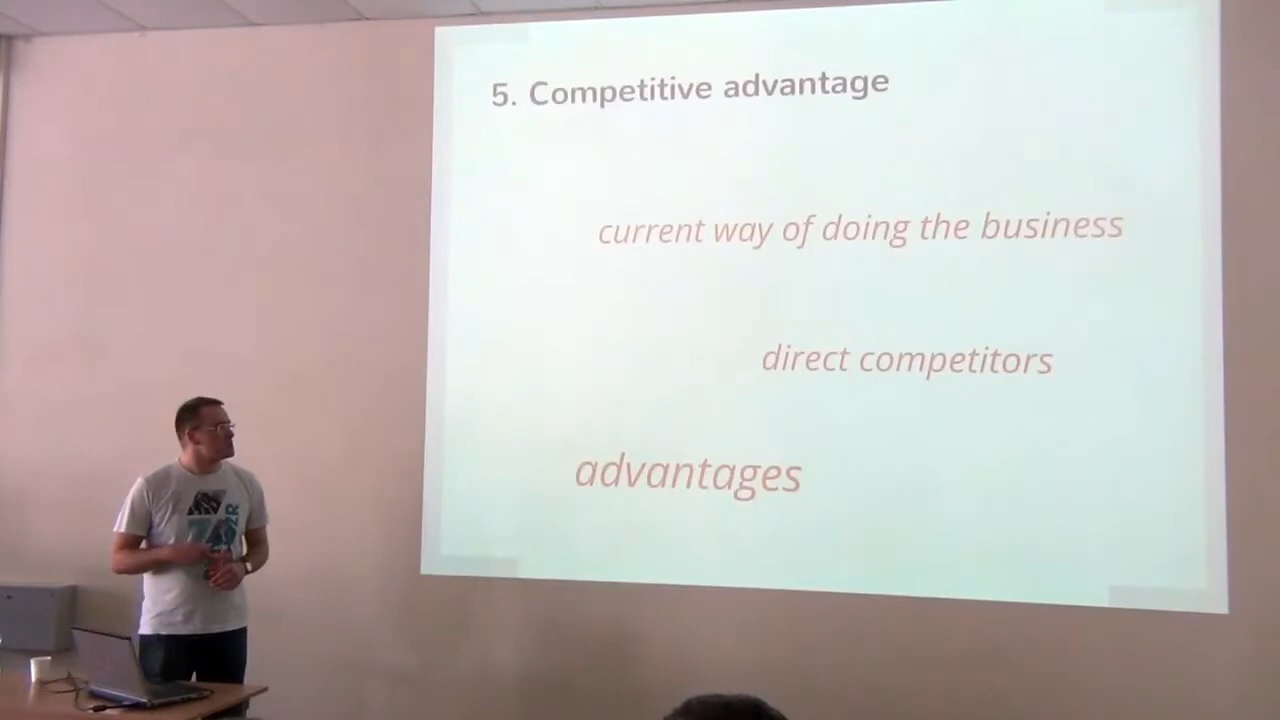 5. Competitive advantage
current way of doing the business
direct competitors
advantages